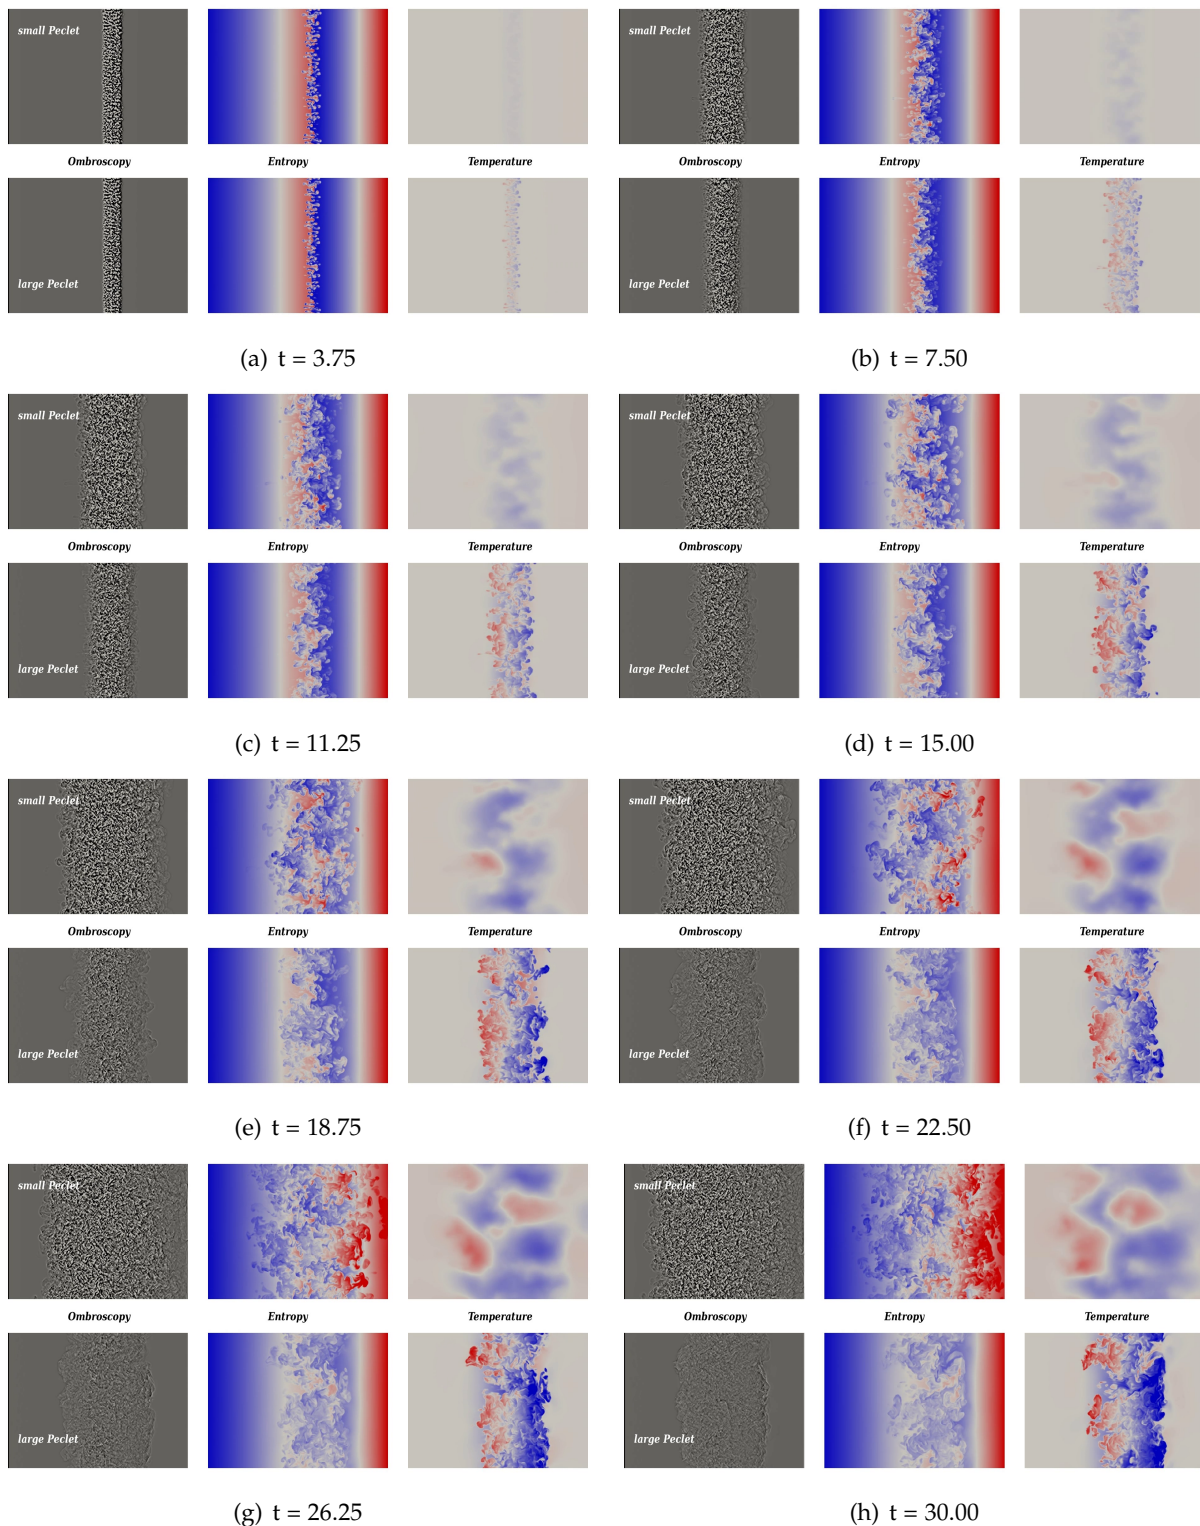 small Peclet
small Peclet
Ombroscopy Entropy Temperature
Ombroscopy Entropy Temperature
large Peclet
large Peclet
(a) t = 3.75
(b) t = 7.50
small Peclet
small Peclet
Ombroscopy Entropy Temperature
Ombroscopy Entropy Temperature
large Peclet
large Peclet
(c) t = 11.25
(d) t = 15.00
small Peclet
small Peclet
Ombroscopy Entropy Temperature
Ombroscopy Entropy Temperature
large Peclet
large Peclet
(e) t = 18.75
(f) t = 22.50
small Peclet
small Peclet
Ombroscopy Entropy Temperature
Ombroscopy Entropy Temperature
large Peclet
large Peclet
(g) t = 26.25
(h) t = 30.00